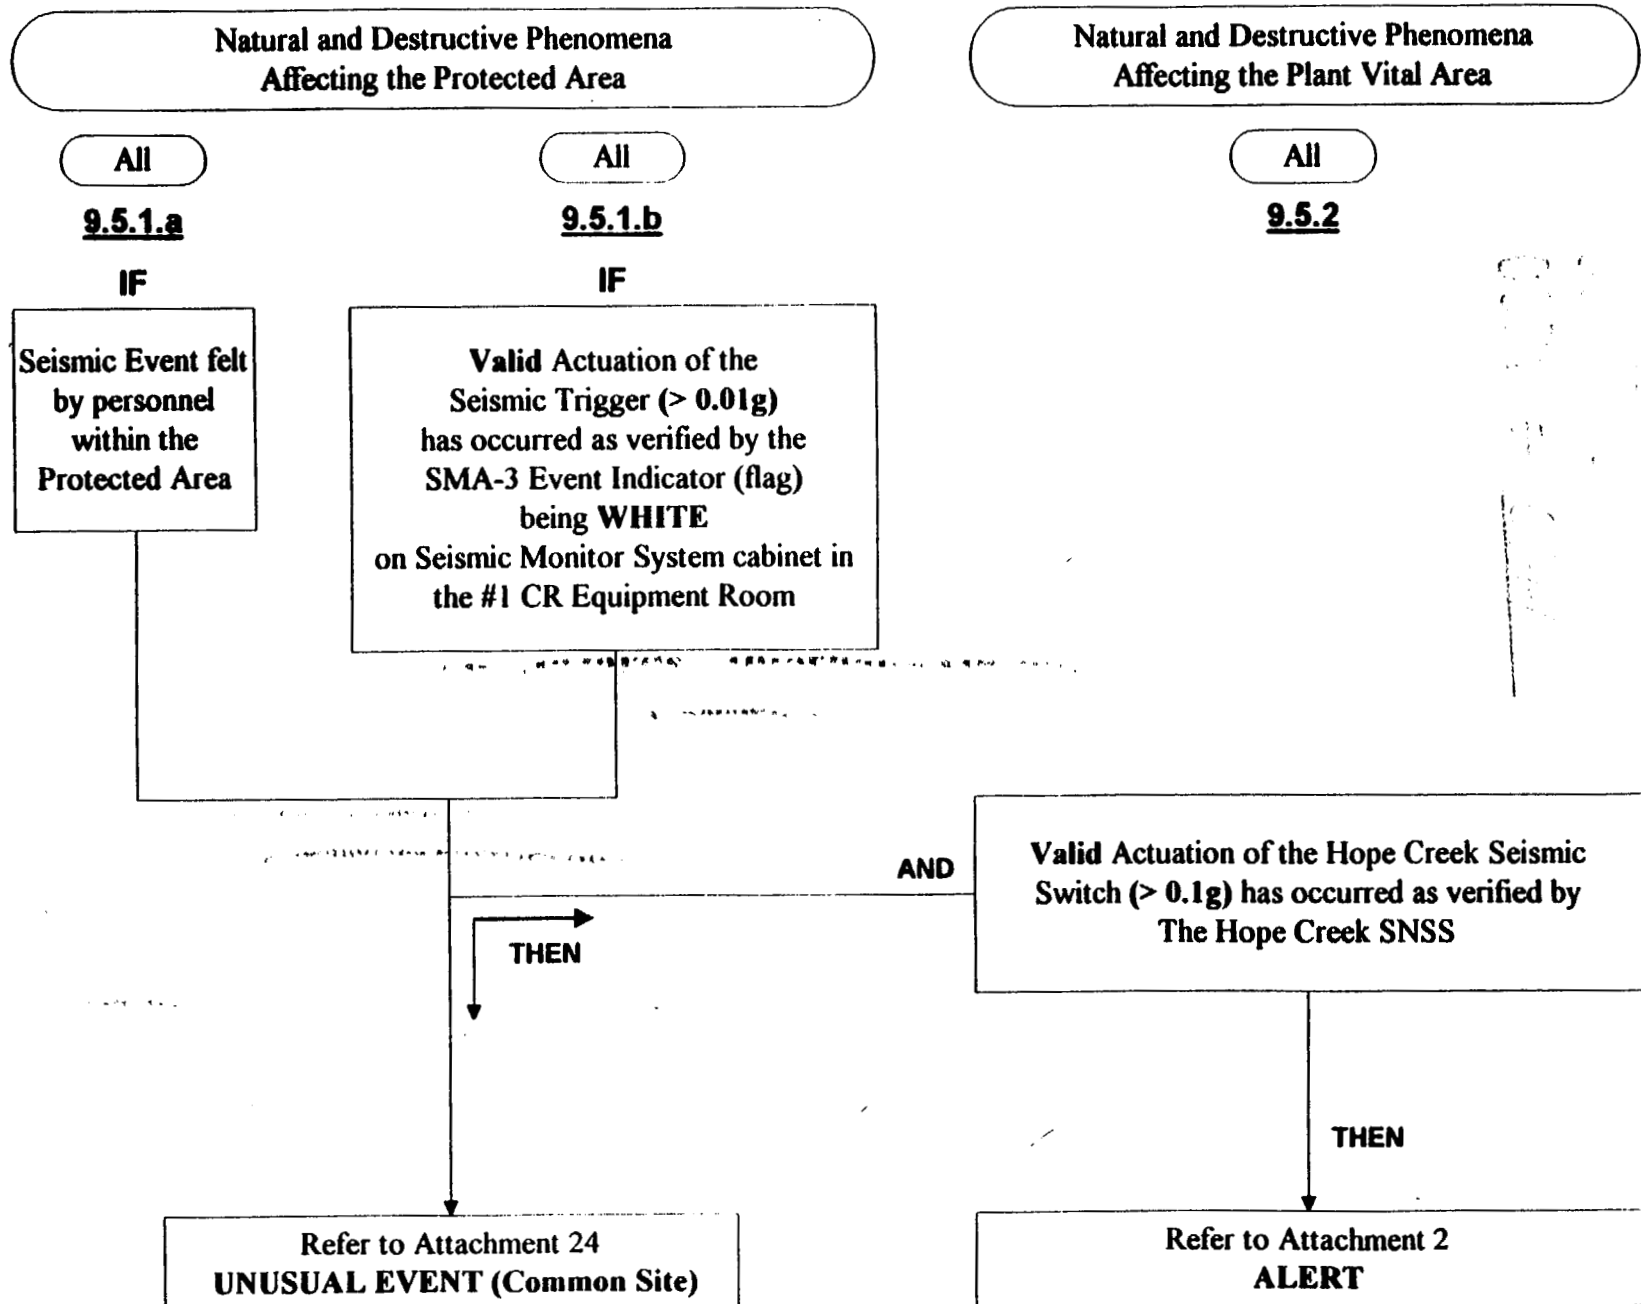 Natural and Destructive Phenomena
Affecting the Protected Area
Natural and Destructive Phenomena
Affecting the Plant Vital Area
All
All
All
9.5.1.a
9.5.1.b
9.5.2
IF
IF
Seismic Event felt
by personnel
within the
Protected Area
Valid Actuation of the
Seismic Trigger (> 0.01g)
has occurred as verified by the
SMA-3 Event Indicator (flag)
being WHITE
on Seismic Monitor System cabinet in
the #1 CR Equipment Room
AND
Valid Actuation of the Hope Creek Seismic
Switch (> 0.1g) has occurred as verified by
The Hope Creek SNSS
THEN
THEN
Refer to Attachment 24
UNUSUAL EVENT (Common Site)
Refer to Attachment 2
ALERT